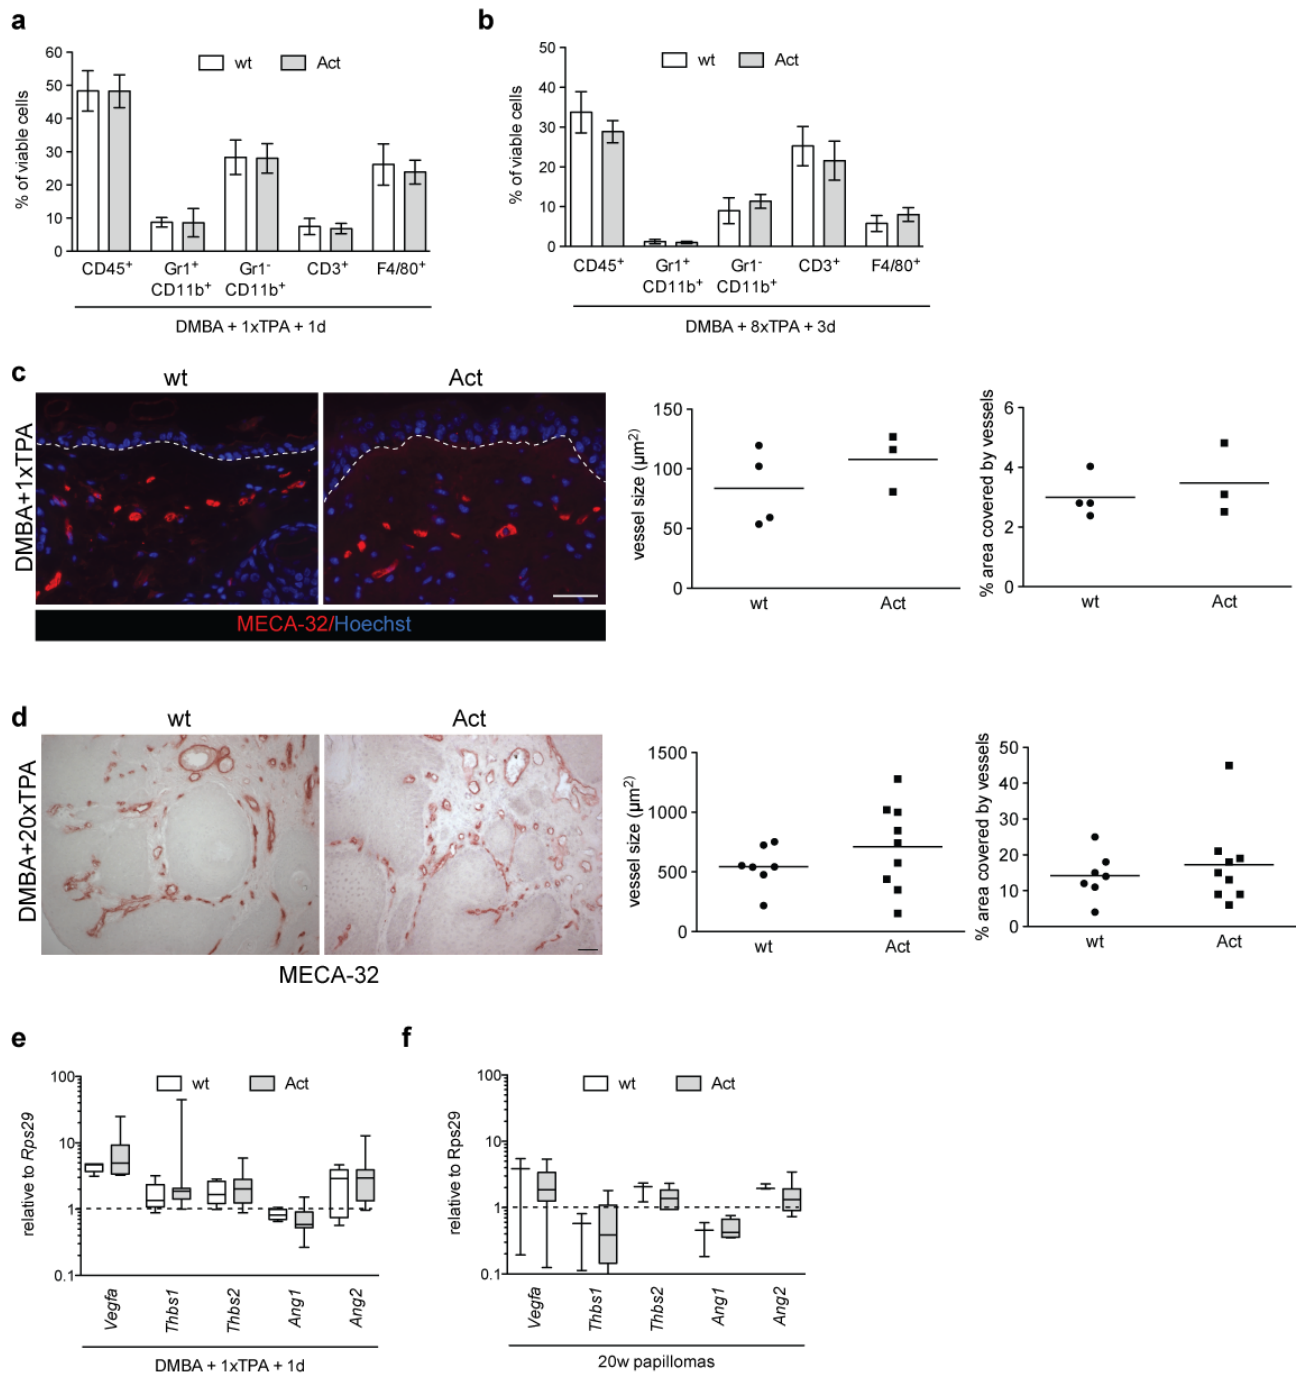 a
60
50
40
30
20
10
0
% of viable cells
wt
Act
CD45+
Gr1+
CD11b+
Gr1-
CD11b+
CD3+
F4/80+
DMBA + 1xTPA + 1d
b
50
40
30
20
10
0
% of viable cells
wt
Act
CD45+
Gr1+
CD11b+
Gr1-
CD11b+
CD3+
F4/80+
DMBA + 8xTPA + 3d
c
wt
Act
DMBA+1xTPA
MECA-32/Hoechst
150
100
50
0
vessel size (µm2)
wt
Act
6
4
2
0
% area covered by vessels
wt
Act
d
wt
Act
DMBA+20xTPA
MECA-32
1500
1000
500
0
vessel size (µm2)
wt
Act
50
40
30
20
10
0
% area covered by vessels
wt
Act
e
100
10
1
0.1
relative to Rps29
wt
Act
Vegfa
Thbs1
Thbs2
Ang1
Ang2
DMBA + 1xTPA + 1d
f
100
10
1
0.1
relative to Rps29
wt
Act
Vegfa
Thbs1
Thbs2
Ang1
Ang2
20w papillomas